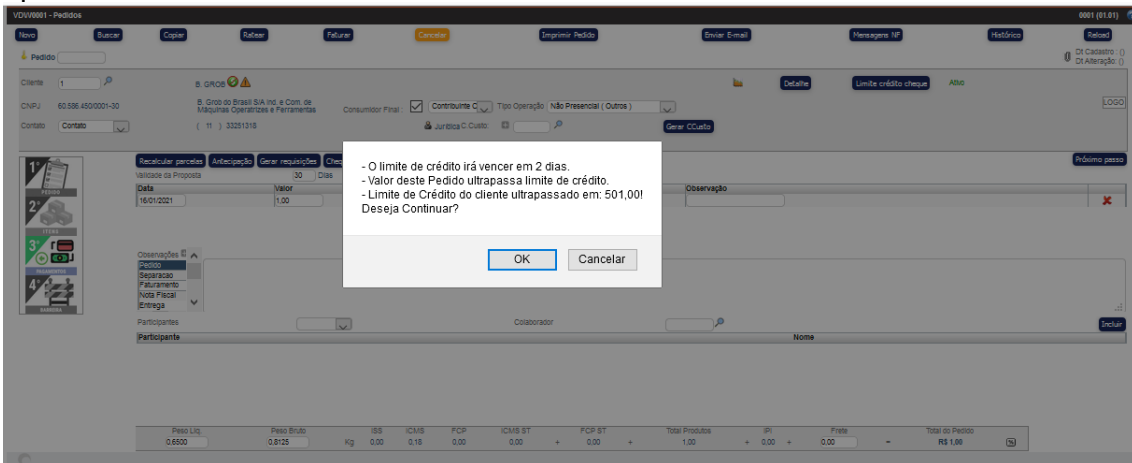 VDW0001 - Pedidos 0001 (01.01)
Novo Buscar Copiar Ratear Faturar Cancelar Imprimir Pedido Enviar E-mail Mensagens NF Histórico Reload
Pedido Dt Cadastro : ()
Dt Alteração: ()
Cliente 1 B. GROB Detalhe Limite crédito cheque Ativo
LOGO
CNPJ 60.586.450/0001-30 B. Grob do Brasil S/A Ind. e Com. de Máquinas Operatrizes e Ferramentas Consumidor Final : Contribuinte C Tipo Operação Não Presencial ( Outros )
Contato Contato ( 11 ) 33251318 Jurídica C Custo: Gerar CCusto
Recalcular parcelas Antecipação Gerar requisições Próximo passo
Validade da Proposta 30 Dias
Data Valor Observação
16/01/2021 1,00
- O limite de crédito irá vencer em 2 dias.
- Valor deste Pedido ultrapassa limite de crédito.
- Limite de Crédito do cliente ultrapassado em: 501,00!
Deseja Continuar?
OK Cancelar
1º
PEDIDO
2º
ITENS
3º
PAGAMENTOS
4º
BARREIRA
Observações
Pedido
Separacao
Faturamento
Nota Fiscal
Entrega
Participantes Colaborador Incluir
Participante Nome
Peso Liq. Peso Bruto ISS ICMS FCP ICMS ST FCP ST Total Produtos IPI Frete Total do Pedido
0,6500 0,8125 Kg 0,00 0,18 0,00 0,00 + 0,00 + 1,00 + 0,00 + 0,00 = R$ 1,00 %